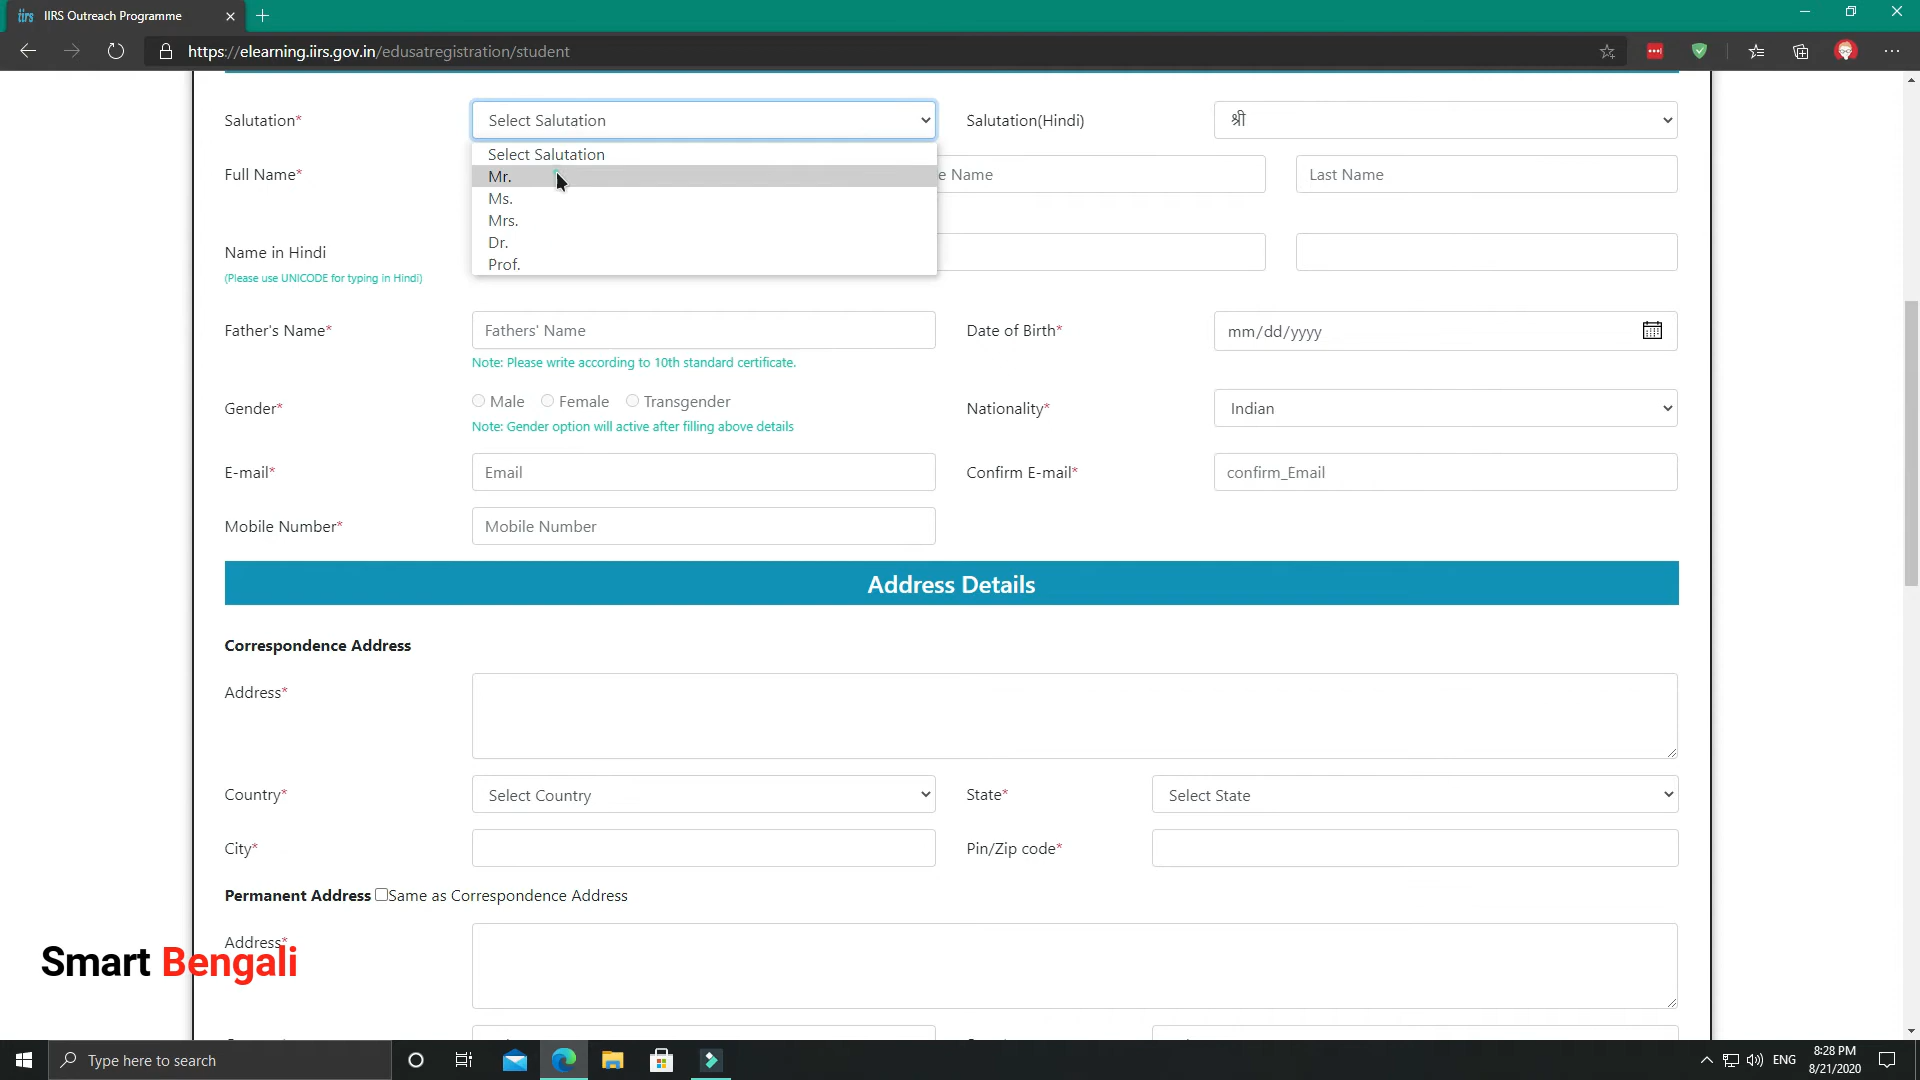 iirs IIRS Outreach Programme
https://elearning.iirs.gov.in/edusatregistration/student
Salutation* Select Salutation Salutation(Hindi) श्री
Select Salutation
Mr.
Ms.
Mrs.
Dr.
Prof.
Full Name* e Name Last Name
Name in Hindi
(Please use UNICODE for typing in Hindi)
Father's Name* Fathers' Name Date of Birth* mm/dd/yyyy
Note: Please write according to 10th standard certificate.
Gender* Male Female Transgender Nationality* Indian
Note: Gender option will active after filling above details
E-mail* Email Confirm E-mail* confirm_Email
Mobile Number* Mobile Number
Address Details
Correspondence Address
Address*
Country* Select Country State* Select State
City* Pin/Zip code*
Permanent Address Same as Correspondence Address
Address*
Smart Bengali
Type here to search ENG 8:28 PM
8/21/2020